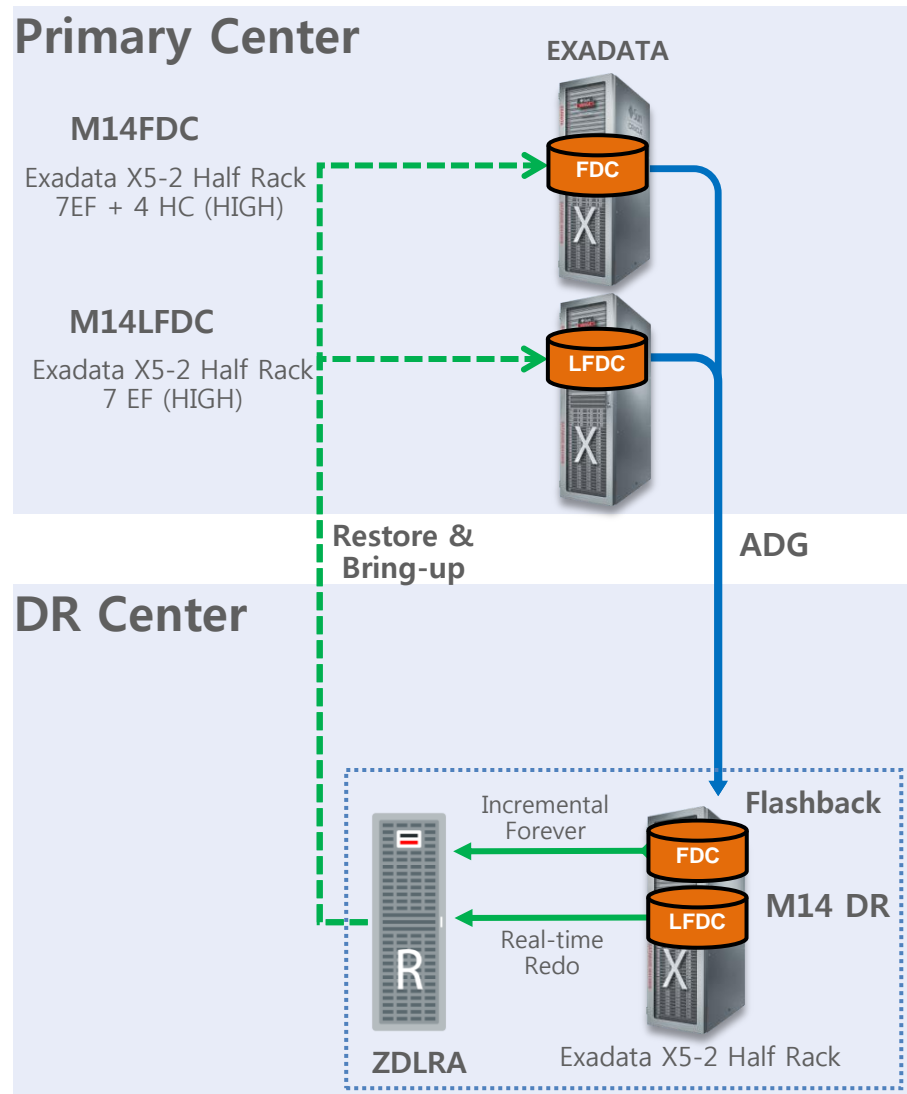 Primary Center
EXADATA
M14FDC
Exadata X5-2 Half Rack
7EF + 4 HC (HIGH)
FDC
X
M14LFDC
Exadata X5-2 Half Rack
7 EF (HIGH)
LFDC
X
Restore &
Bring-up
ADG
DR Center
Incremental
Forever
Flashback
FDC
M14 DR
LFDC
Real-time
Redo
R
X
ZDLRA
Exadata X5-2 Half Rack